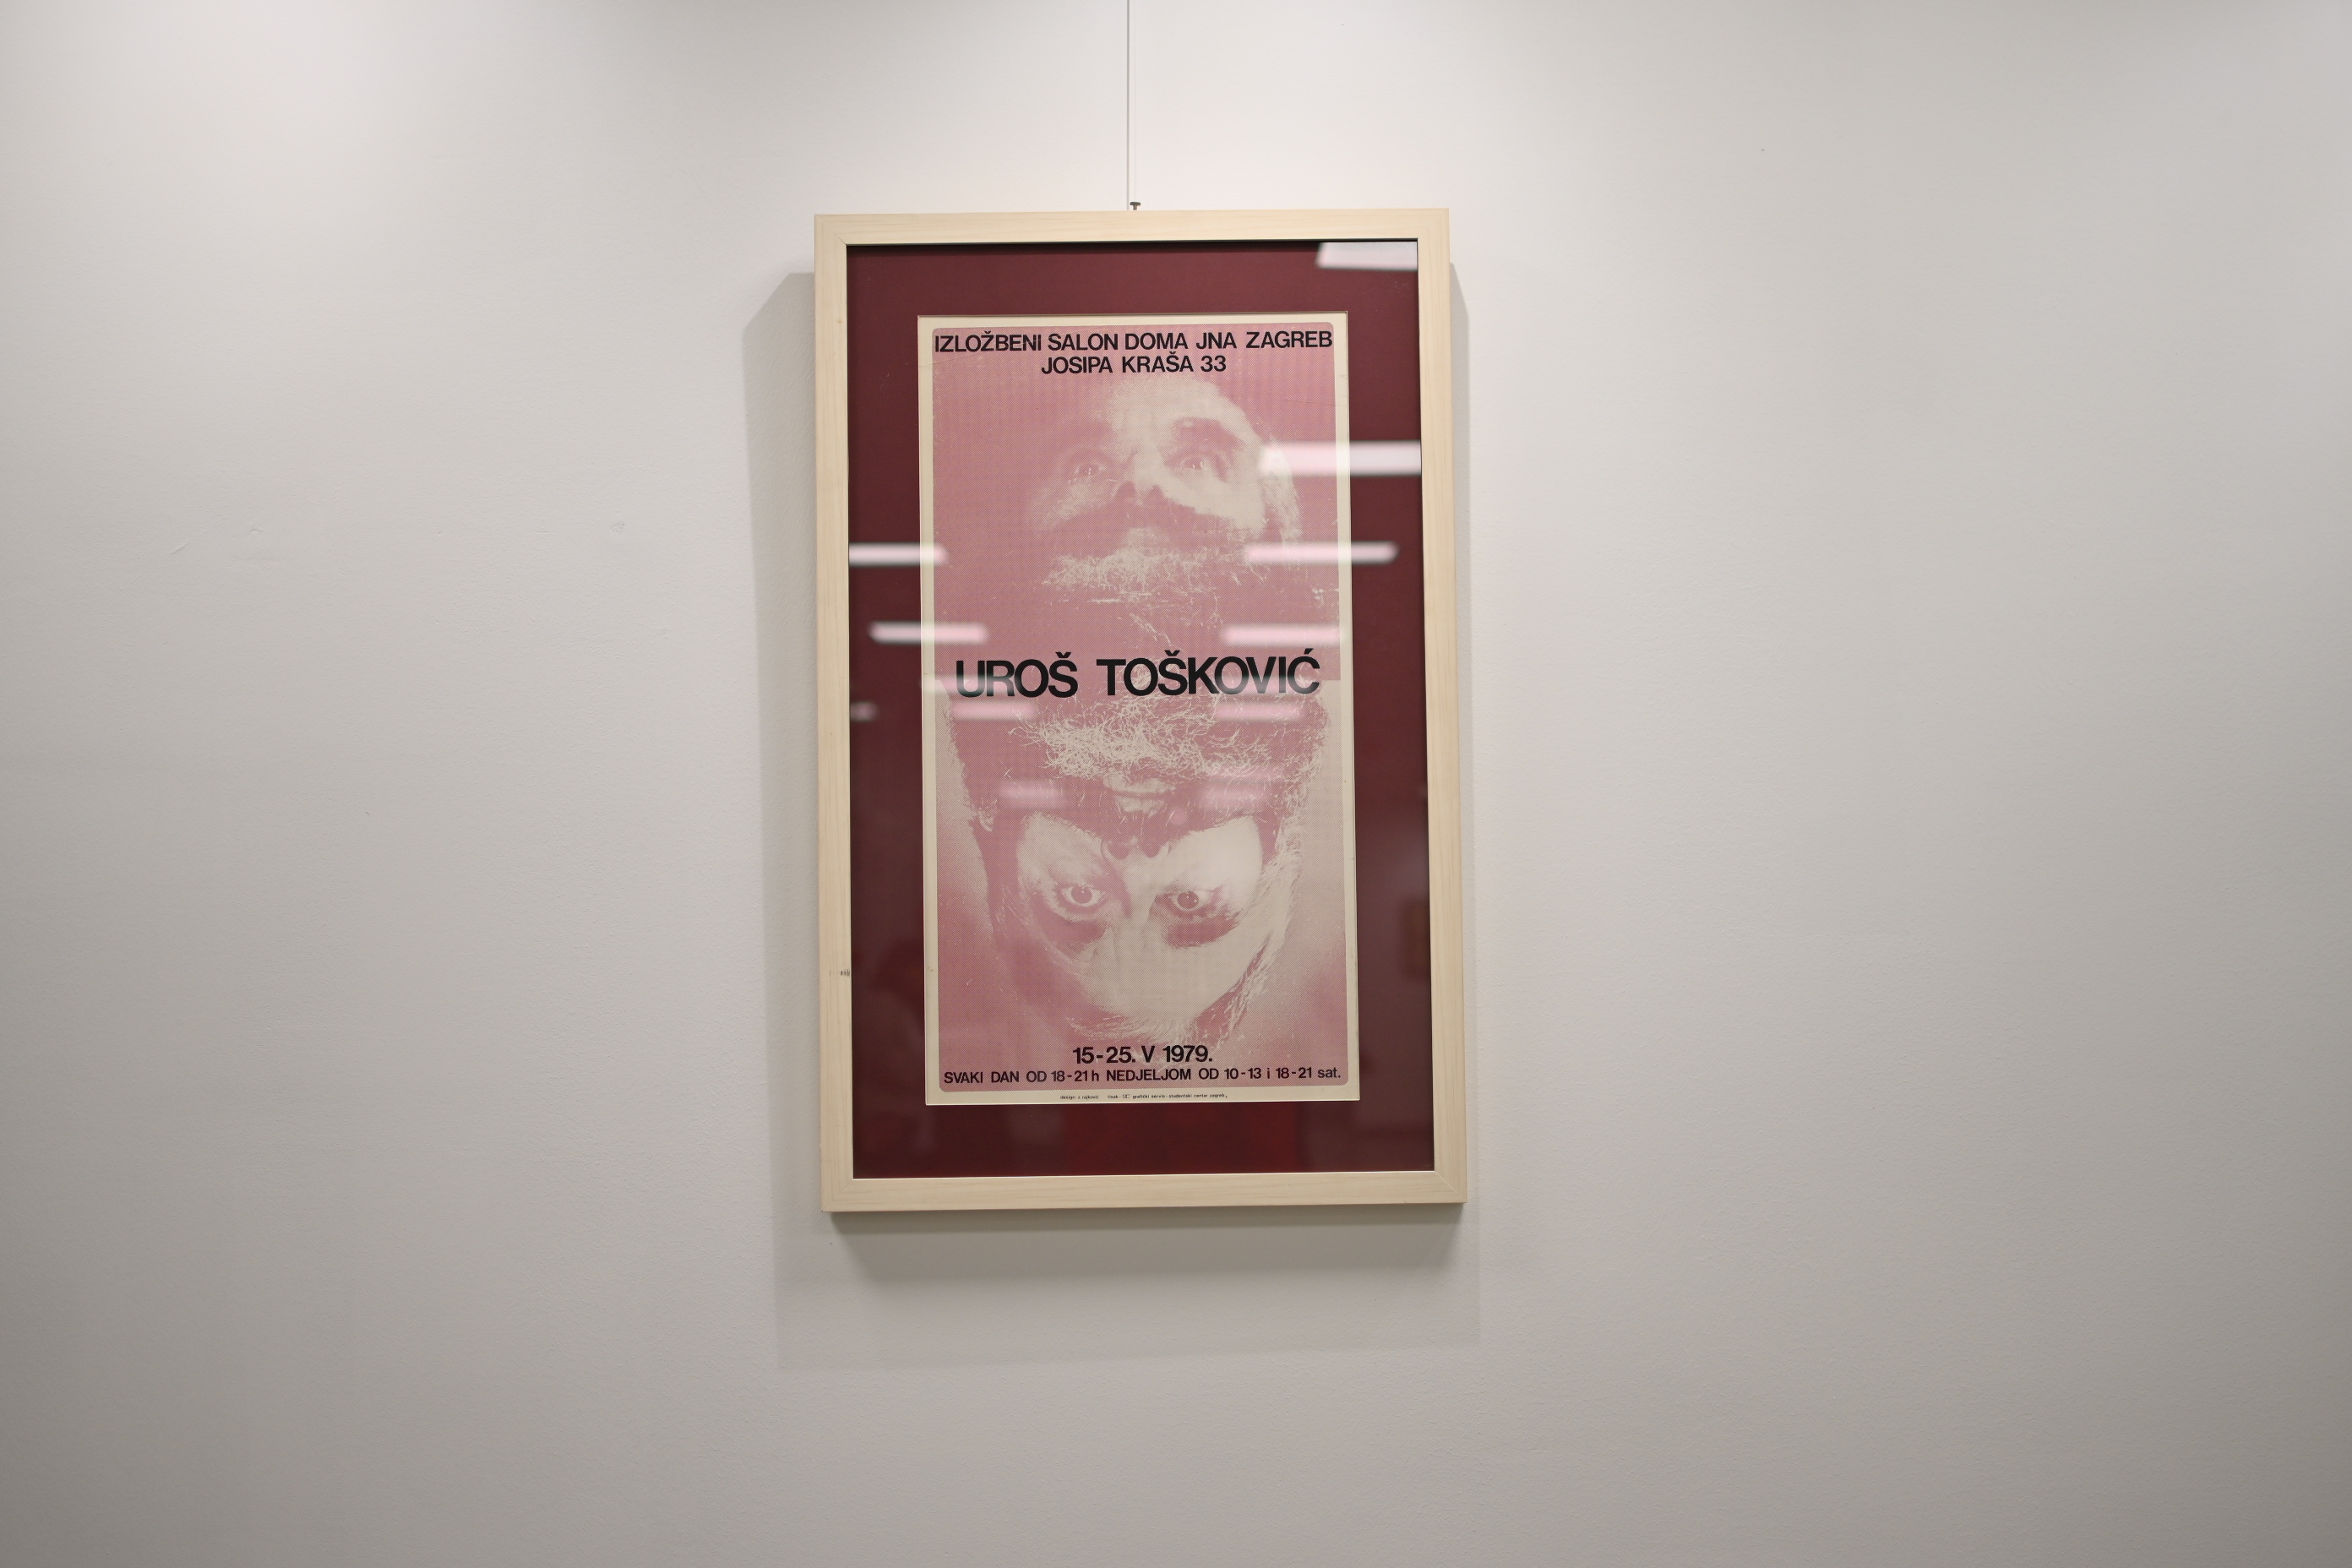 IZLOŽBENI SALON DOMA JNA ZAGREB
JOSIPA KRAŠA 33
UROŠ TOŠKOVIĆ
15-25. V 1979.
SVAKI DAN OD 18-21h NEDJELJOM OD 10-13 i 18-21 sat.